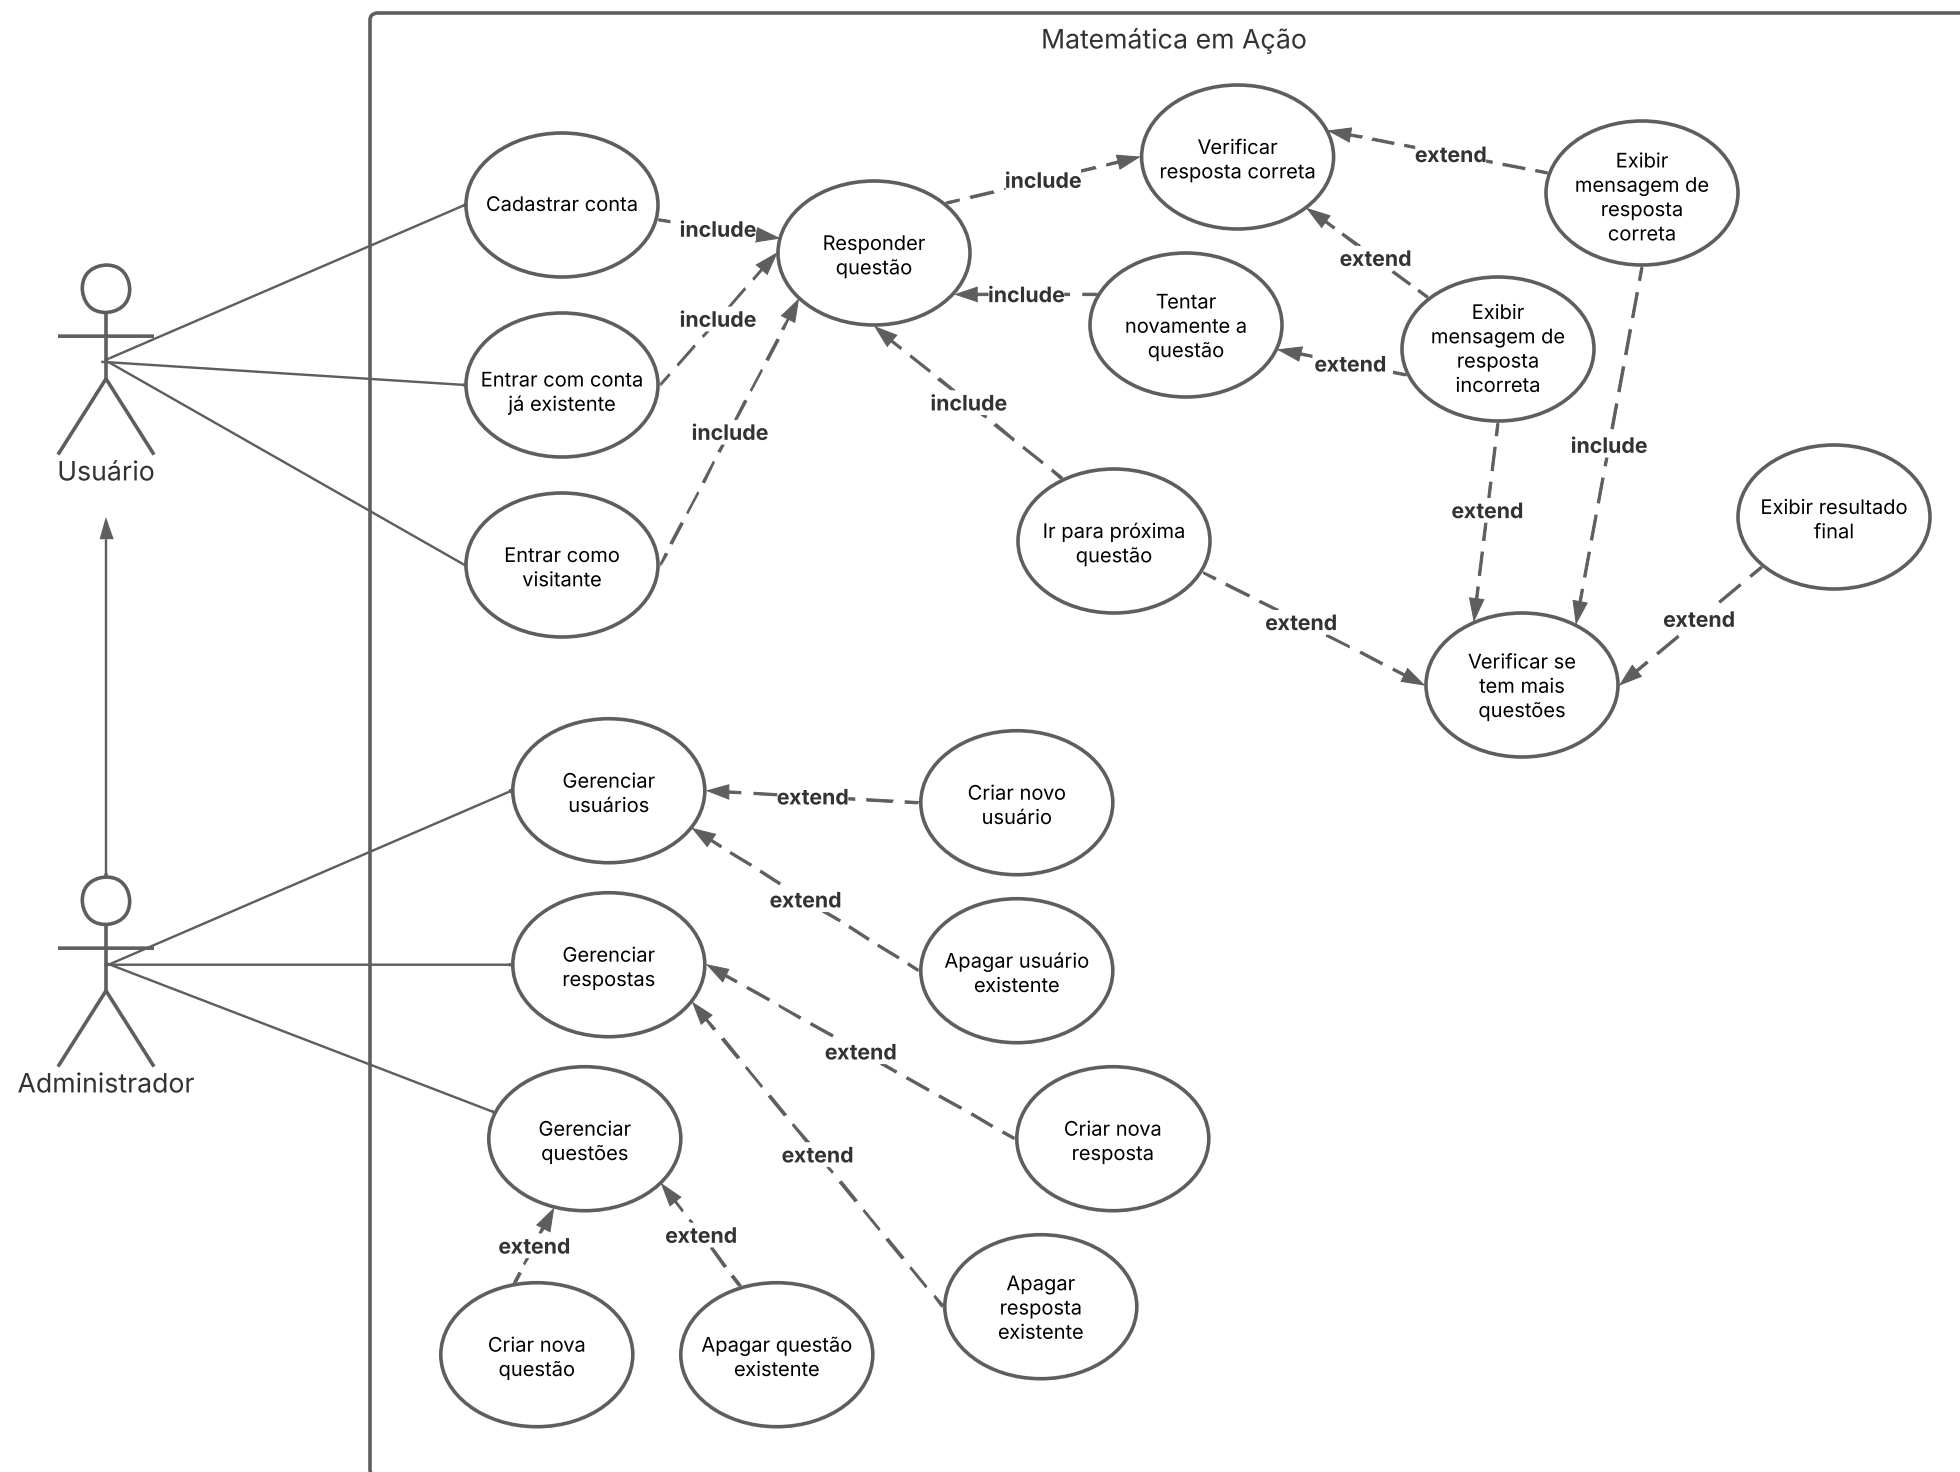 Matemática em Ação
Cadastrar conta
include
Responder
questão
include
Verificar
resposta correta
extend
Exibir
mensagem de
resposta
correta
extend
include
Tentar
novamente a
questão
extend
Exibir
mensagem de
resposta
incorreta
Entrar com conta
já existente
include
include
include
include
extend
Usuário
Entrar como
visitante
Ir para próxima
questão
extend
Exibir resultado
final
extend
Verificar se
tem mais
questões
Gerenciar
usuários
extend
Criar novo
usuário
extend
Apagar usuário
existente
Gerenciar
respostas
extend
Criar nova
resposta
Administrador
Gerenciar
questões
extend
Apagar
resposta
existente
extend
extend
Criar nova
questão
Apagar questão
existente